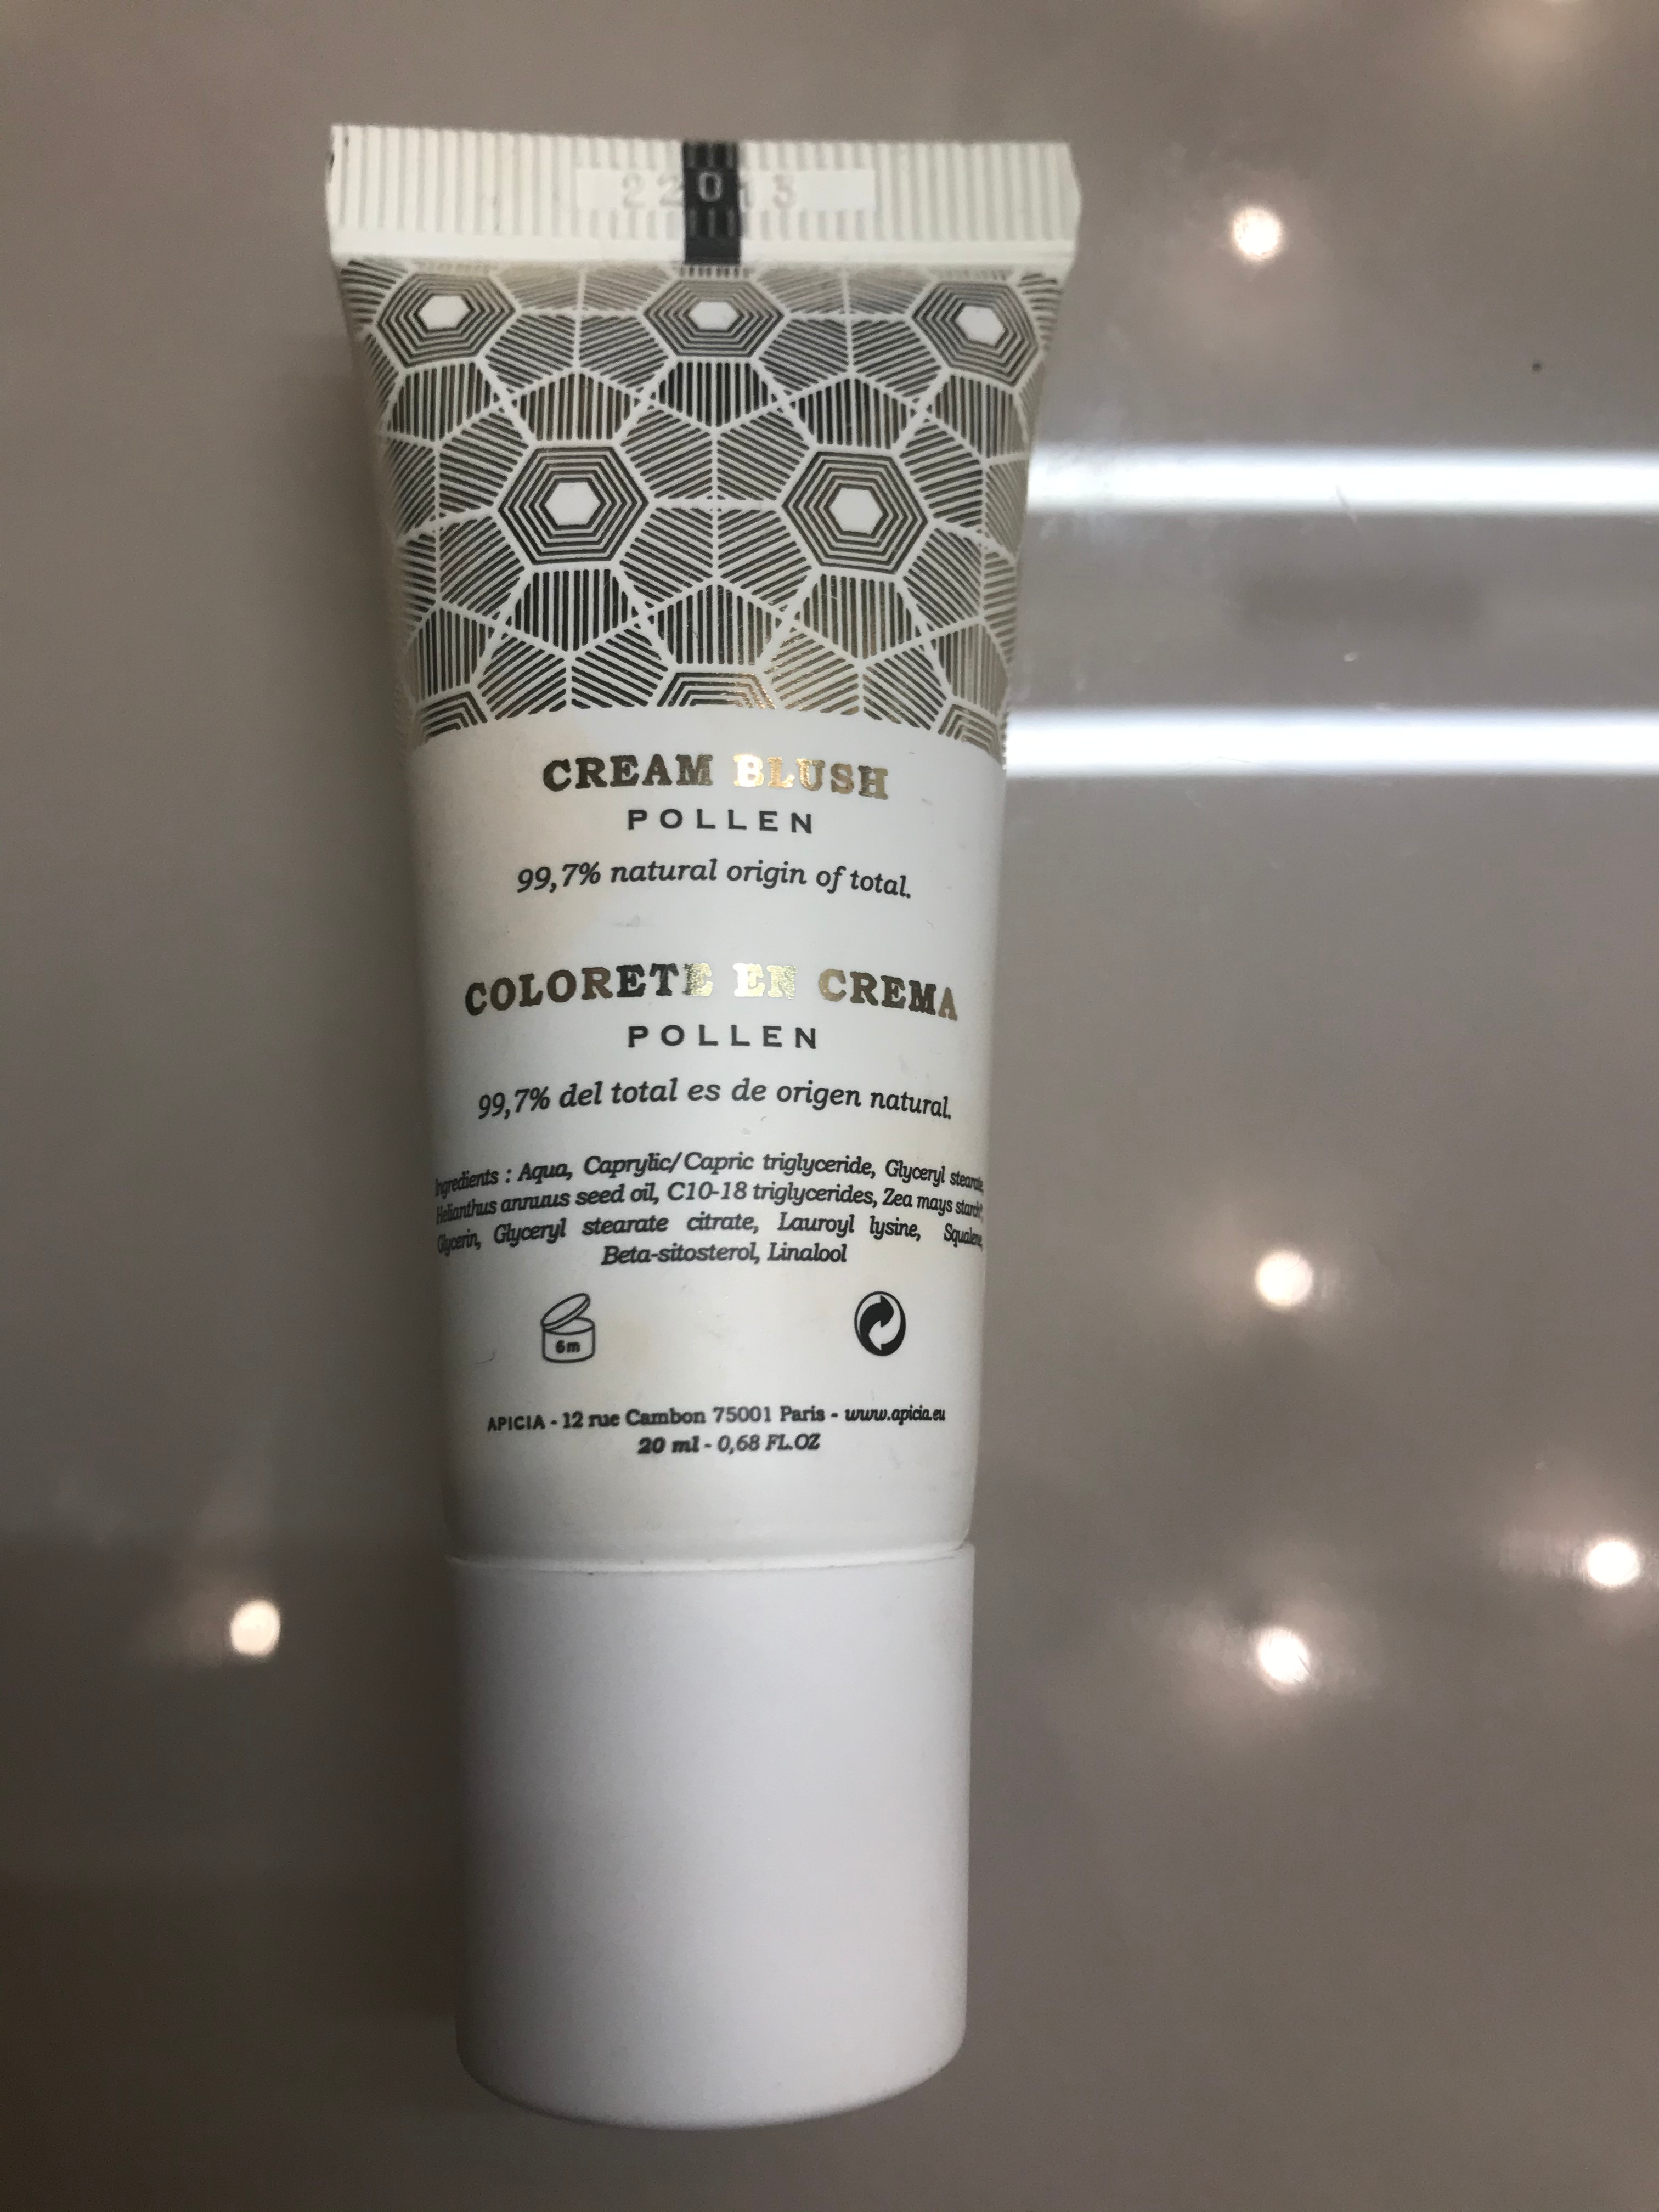 22013
CREAM BLUSH
POLLEN
99,7% natural origin of total.
COLORETE EN CREMA
POLLEN
99,7% del total es de origen natural.
Ingredients : Aqua, Caprylic/Capric triglyceride, Glyceryl stearate,
Helianthus annuus seed oil, C10-18 triglycerides, Zea mays starch*,
Glycerin, Glyceryl stearate citrate, Lauroyl lysine, Squalene,
Beta-sitosterol, Linalool
6m
APICIA - 12 rue Cambon 75001 Paris - www.apicia.eu
20 ml - 0,68 FL.OZ